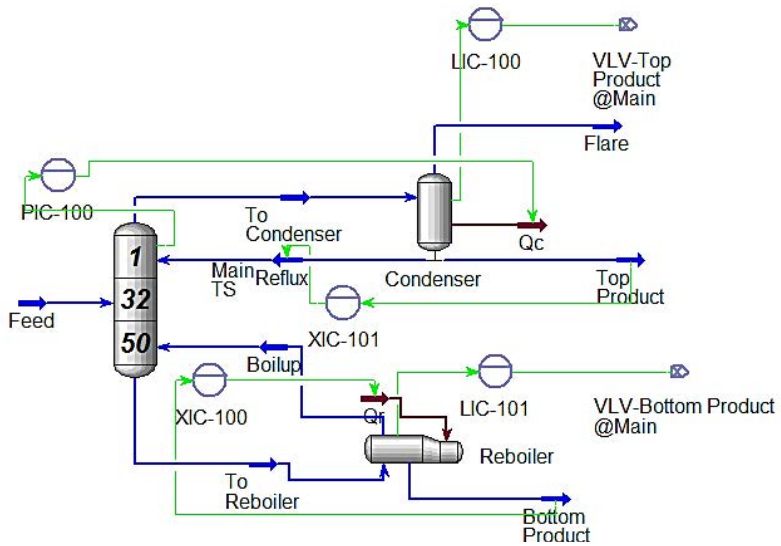 LIC-100
VLV-Top
Product
@Main
Flare
PIC-100
To
Condenser
Qc
1
32
50
Main
TS
Reflux
Condenser
Top
Product
Feed
XIC-101
Boilup
XIC-100
Qr
LIC-101
VLV-Bottom Product
@Main
Reboiler
To
Reboiler
Bottom
Product